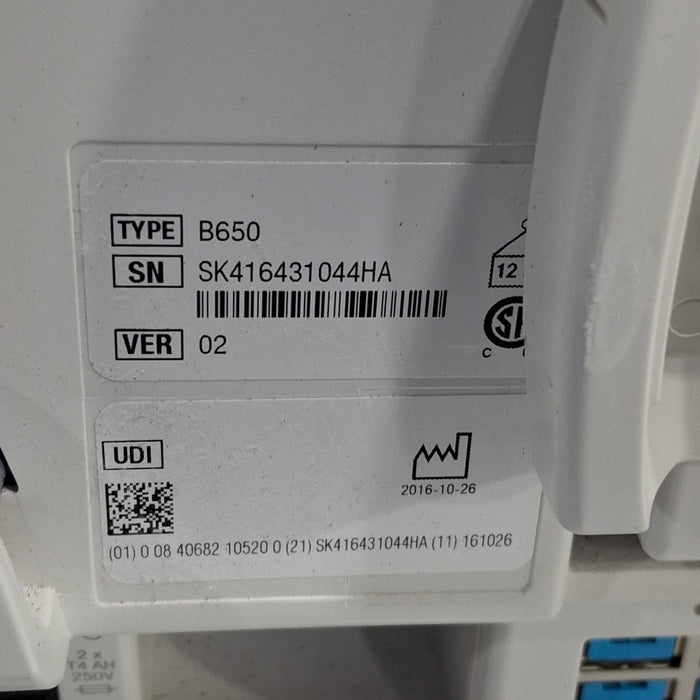 TYPE B650
SN SK416431044HA
VER 02
12
C
UDI
2016-10-26
(01) 0 08 40682 10520 0 (21) SK416431044HA (11) 161026
2 x
T4 AH
250V